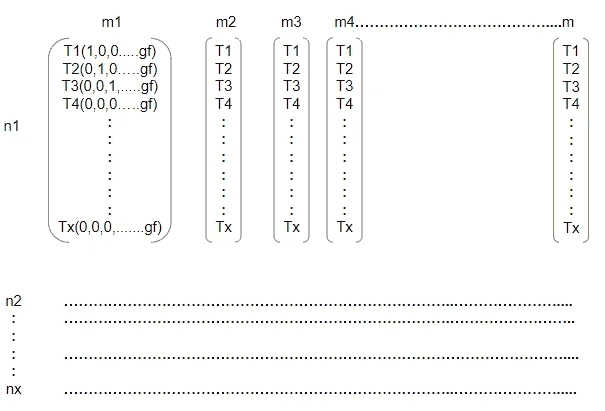 m1 m2 m3 m4……………………………………....m
T1(1,0,0…..gf) T1 T1 T1 T1
T2(0,1,0…..gf) T2 T2 T2 T2
T3(0,0,1,…..gf) T3 T3 T3 T3
T4(0,0,0…..gf) T4 T4 T4 T4
n1
: : : : :
: : : : :
: : : : :
: : : : :
: : : : :
: : : : :
Tx(0,0,0,…….gf) Tx Tx Tx Tx
n2 ……………………………………………………………………..…………………....
: ……………………………………………………………………..……………………..
:
: ……………………………………………………………………………………………....
:
nx ……………………………………………………………………..…………………......